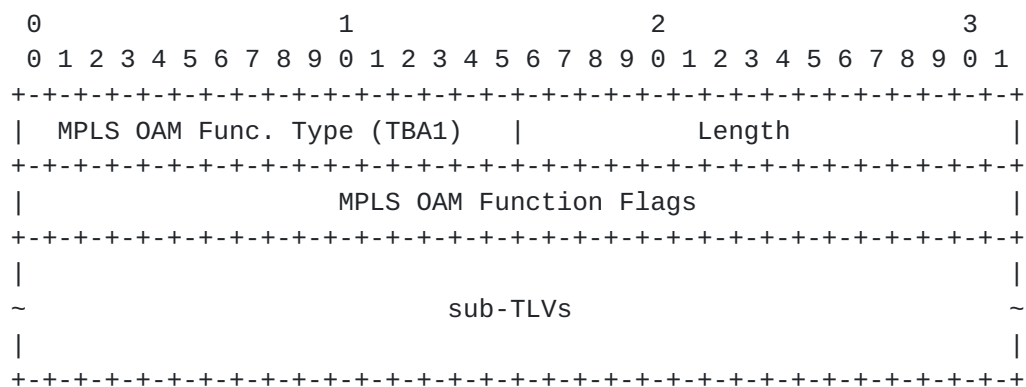 0                   1                   2                   3
 0 1 2 3 4 5 6 7 8 9 0 1 2 3 4 5 6 7 8 9 0 1 2 3 4 5 6 7 8 9 0 1
+-+-+-+-+-+-+-+-+-+-+-+-+-+-+-+-+-+-+-+-+-+-+-+-+-+-+-+-+-+-+-+-+
|  MPLS OAM Func. Type (TBA1)   |           Length              |
+-+-+-+-+-+-+-+-+-+-+-+-+-+-+-+-+-+-+-+-+-+-+-+-+-+-+-+-+-+-+-+-+
|                    MPLS OAM Function Flags                    |
+-+-+-+-+-+-+-+-+-+-+-+-+-+-+-+-+-+-+-+-+-+-+-+-+-+-+-+-+-+-+-+-+
|                                                               |
~                           sub-TLVs                            ~
|                                                               |
+-+-+-+-+-+-+-+-+-+-+-+-+-+-+-+-+-+-+-+-+-+-+-+-+-+-+-+-+-+-+-+-+